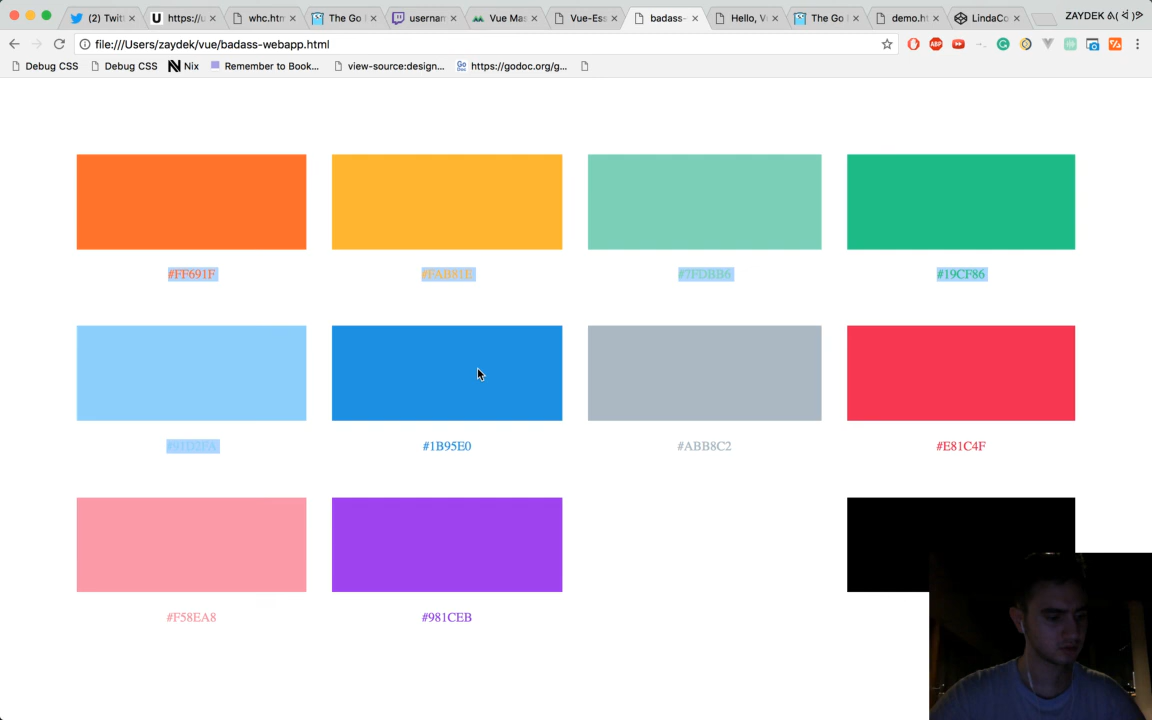 (2) Twitt
https://u
whc.htm
The Go
usernam
Vue Mas
Vue-Ess
badass-
Hello, V
The Go
demo.ht
LindaCo
ZAYDEK
file:///Users/zaydek/vue/badass-webapp.html
Debug CSS
Debug CSS
Nix
Remember to Book...
view-source:design...
https://godoc.org/g...
#FF691F
#FAB81E
#7FDBB6
#19CF86
#91D2FA
#1B95E0
#ABB8C2
#E81C4F
#F58EA8
#981CEB